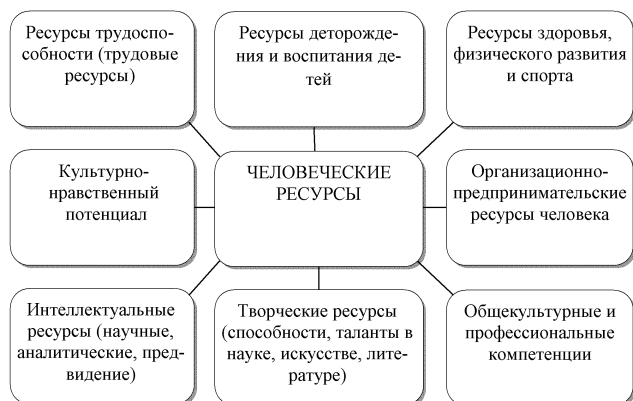 Ресурсы трудоспо-
собности (трудовые
ресурсы)
Ресурсы деторожде-
ния и воспитания де-
тей
Ресурсы здоровья,
физического развития
и спорта
Культурно-
нравственный
потенциал
ЧЕЛОВЕЧЕСКИЕ
РЕСУРСЫ
Организационно-
предпринимательские
ресурсы человека
Интеллектуальные
ресурсы (научные,
аналитические, пред-
видение)
Творческие ресурсы
(способности, таланты в
науке, искусстве, лите-
ратуре)
Общекультурные и
профессиональные
компетенции